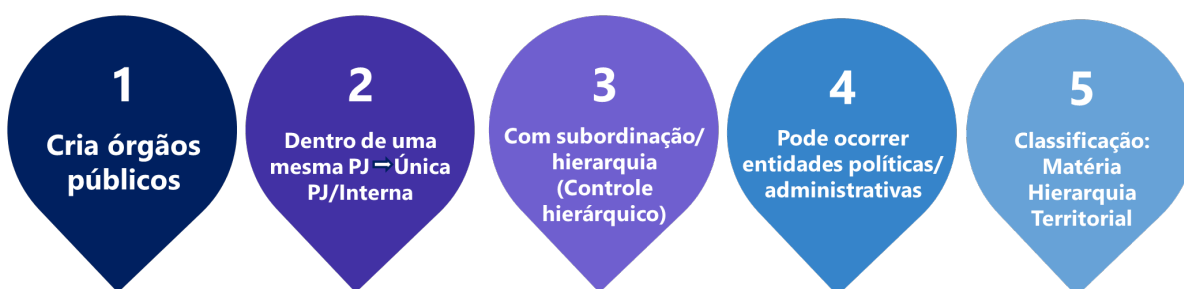 1
Cria órgãos
públicos
2
Dentro de uma
mesma PJ ➡ Única
PJ/Interna
3
Com subordinação/
hierarquia
(Controle
hierárquico)
4
Pode ocorrer
entidades políticas/
administrativas
5
Classificação:
Matéria
Hierarquia
Territorial